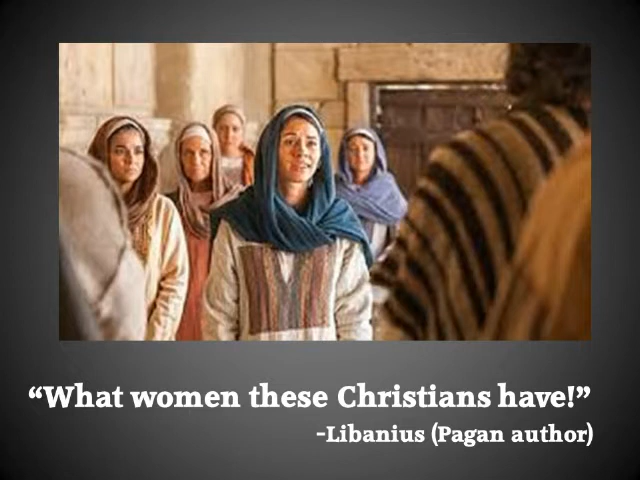 “What women these Christians have!”
-Libanius (Pagan author)